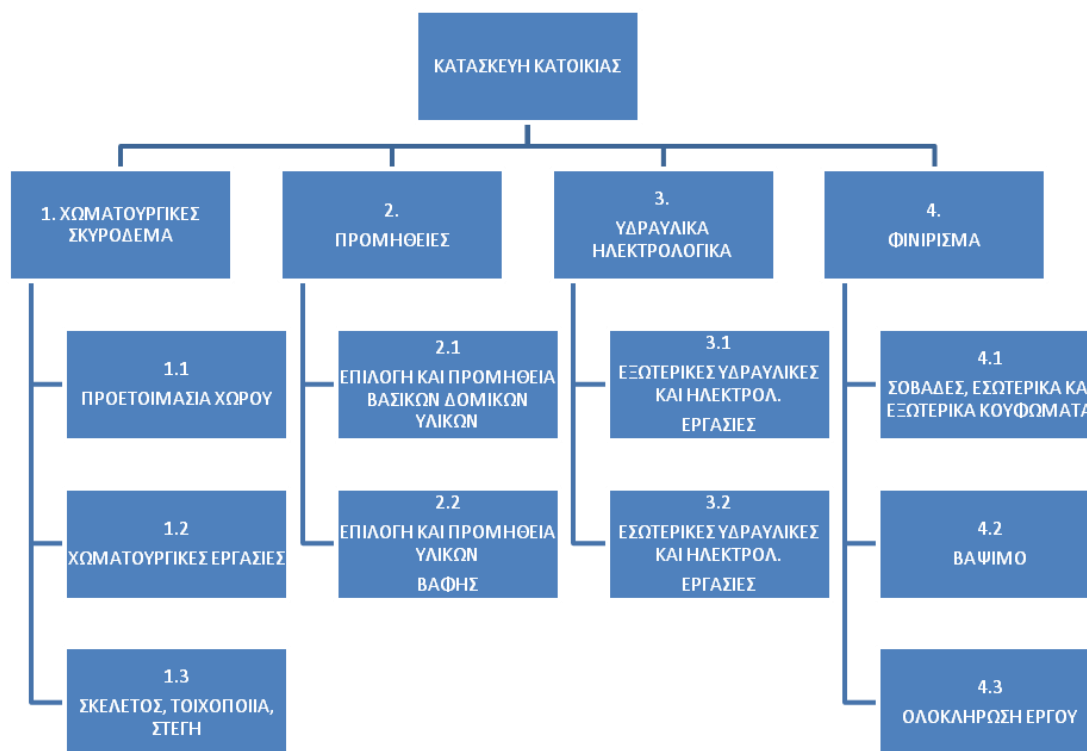 ΚΑΤΑΣΚΕΥΗ ΚΑΤΟΙΚΙΑΣ
1. ΧΩΜΑΤΟΥΡΓΙΚΕΣ
ΣΚΥΡΟΔΕΜΑ
2.
ΠΡΟΜΗΘΕΙΕΣ
3.
ΥΔΡΑΥΛΙΚΑ
ΗΛΕΚΤΡΟΛΟΓΙΚΑ
4.
ΦΙΝΙΡΙΣΜΑ
1.1
ΠΡΟΕΤΟΙΜΑΣΙΑ ΧΩΡΟΥ
2.1
ΕΠΙΛΟΓΗ ΚΑΙ ΠΡΟΜΗΘΕΙΑ
ΒΑΣΙΚΩΝ ΔΟΜΙΚΩΝ
ΥΛΙΚΩΝ
3.1
ΕΞΩΤΕΡΙΚΕΣ ΥΔΡΑΥΛΙΚΕΣ
ΚΑΙ ΗΛΕΚΤΡΟΛ.
ΕΡΓΑΣΙΕΣ
4.1
ΣΟΒΑΔΕΣ, ΕΣΩΤΕΡΙΚΑ ΚΑΙ
ΕΞΩΤΕΡΙΚΑ ΚΟΥΦΩΜΑΤΑ
1.2
ΧΩΜΑΤΟΥΡΓΙΚΕΣ ΕΡΓΑΣΙΕΣ
2.2
ΕΠΙΛΟΓΗ ΚΑΙ ΠΡΟΜΗΘΕΙΑ
ΥΛΙΚΩΝ
ΒΑΦΗΣ
3.2
ΕΣΩΤΕΡΙΚΕΣ ΥΔΡΑΥΛΙΚΕΣ
ΚΑΙ ΗΛΕΚΤΡΟΛ.
ΕΡΓΑΣΙΕΣ
4.2
ΒΑΨΙΜΟ
1.3
ΣΚΕΛΕΤΟΣ, ΤΟΙΧΟΠΟΙΙΑ,
ΣΤΕΓΗ
4.3
ΟΛΟΚΛΗΡΩΣΗ ΕΡΓΟΥ